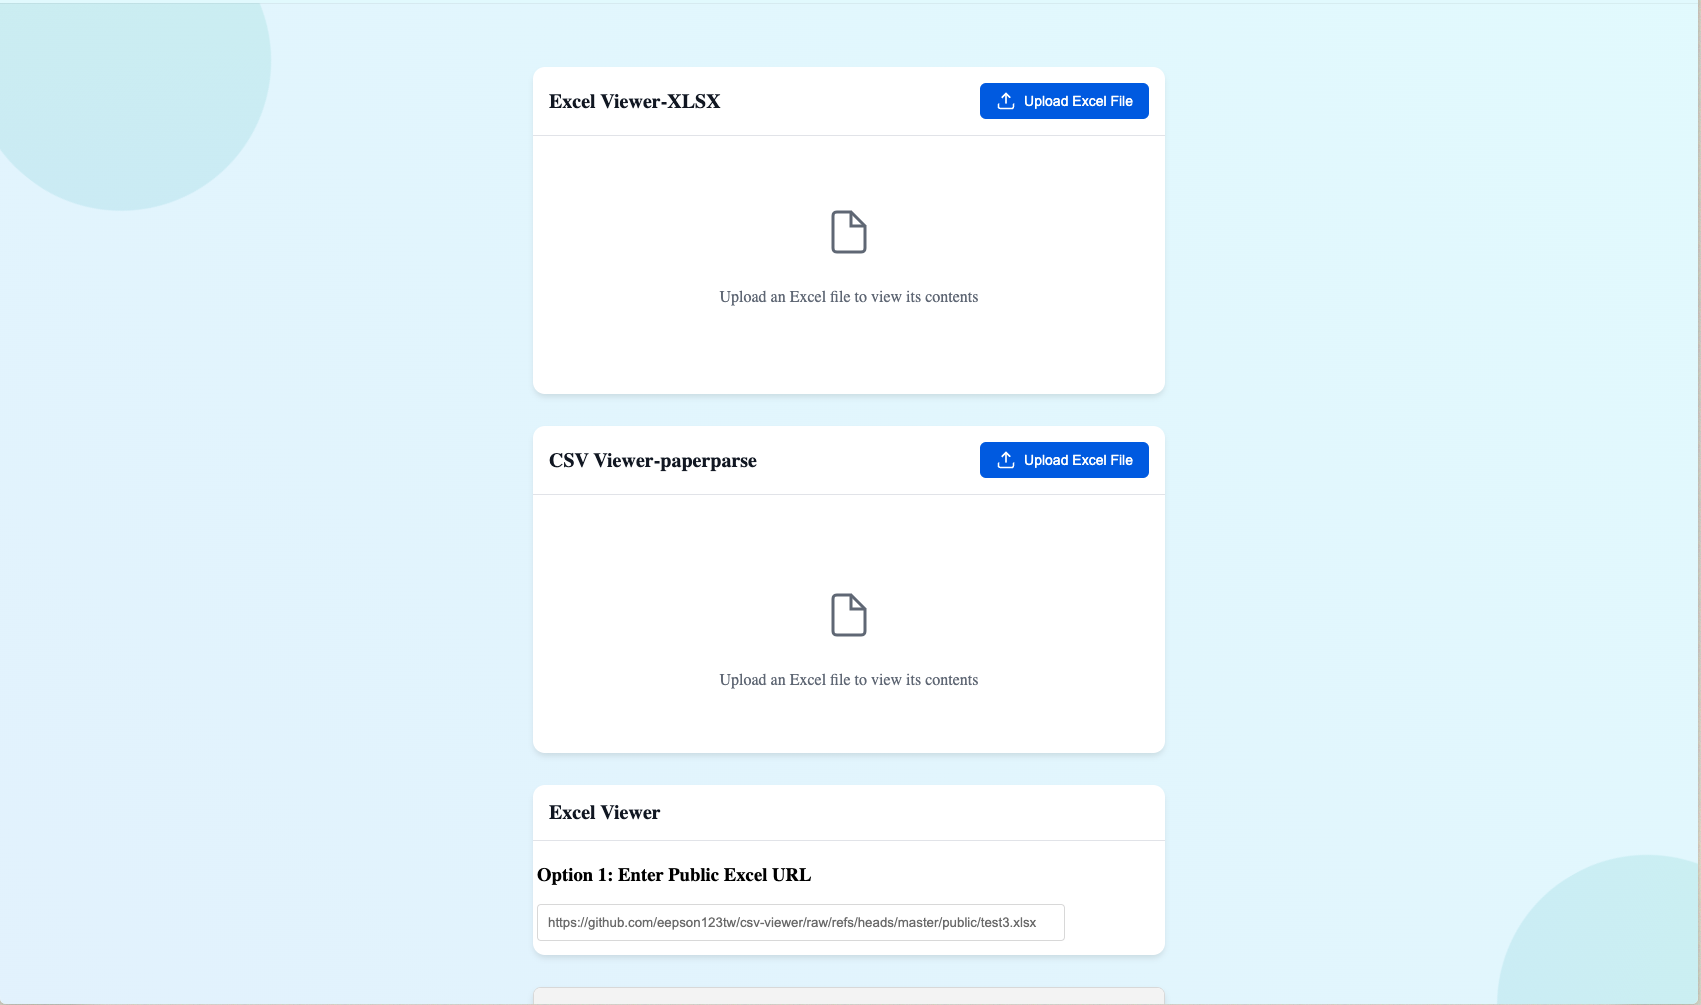 Excel Viewer-XLSX
Upload Excel File
Upload an Excel file to view its contents
CSV Viewer-paperparse
Upload Excel File
Upload an Excel file to view its contents
Excel Viewer
Option 1: Enter Public Excel URL
https://github.com/eepson123tw/csv-viewer/raw/refs/heads/master/public/test3.xlsx